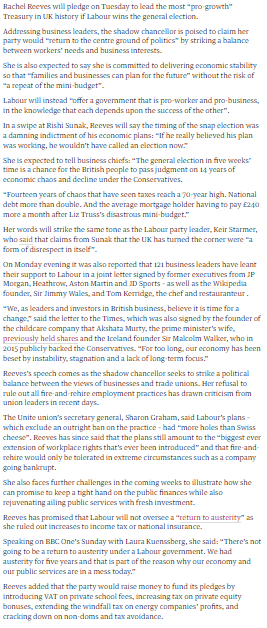 Rachel Reeves will pledge on Tuesday to lead the most “pro-growth”
Treasury in UK history if Labour wins the general election.
Addressing business leaders, the shadow chancellor is poised to claim her
party would “return to the centre ground of politics” by striking a balance
between workers’ needs and business interests.
She is also expected to say she is committed to delivering economic stability
so that “families and businesses can plan for the future” without the risk of
“a repeat of the mini-budget”.
Labour will instead “offer a government that is pro-worker and pro-business,
in the knowledge that each depends upon the success of the other”.
In a swipe at Rishi Sunak, Reeves will say the timing of the snap election was
a damning indictment of his economic plans: “If he really believed his plan
was working, he wouldn’t have called an election now.”
She is expected to tell business chiefs: “The general election in five weeks’
time is a chance for the British people to pass judgment on 14 years of
economic chaos and decline under the Conservatives.
“Fourteen years of chaos that have seen taxes reach a 70-year high. National
debt more than double. And the average mortgage holder having to pay £240
more a month after Liz Truss’s disastrous mini-budget.”
Her words will strike the same tone as the Labour party leader, Keir Starmer,
who said that claims from Sunak that the UK has turned the corner were “a
form of disrespect in itself”.
On Monday evening it was also reported that 121 business leaders have leant
their support to Labour in a joint letter signed by former executives from JP
Morgan, Heathrow, Aston Martin and JD Sports - as well as the Wikipedia
founder, Sir Jimmy Wales, and Tom Kerridge, the chef and restauranteur .
“We, as leaders and investors in British business, believe it is time for a
change,” said the letter to the Times, which was also signed by the founder of
the childcare company that Akshata Murty, the prime minister’s wife,
previously held shares and the Iceland founder Sir Malcolm Walker, who in
2015 publicly backed the Conservatives. “For too long, our economy has been
beset by instability, stagnation and a lack of long-term focus.”
Reeves’s speech comes as the shadow chancellor seeks to strike a political
balance between the views of businesses and trade unions. Her refusal to
rule out all fire-and-rehire employment practices has drawn criticism from
union leaders in recent days.
The Unite union’s secretary general, Sharon Graham, said Labour’s plans –
which exclude an outright ban on the practice – had “more holes than Swiss
cheese”. Reeves has since said that the plans still amount to the “biggest ever
extension of workplace rights that’s ever been introduced” and that fire-and-
rehire would only be tolerated in extreme circumstances such as a company
going bankrupt.
She also faces further challenges in the coming weeks to illustrate how she
can promise to keep a tight hand on the public finances while also
rejuvenating ailing public services with fresh investment.
Reeves has promised that Labour will not oversee a “return to austerity” as
she ruled out increases to income tax or national insurance.
Speaking on BBC One’s Sunday with Laura Kuenssberg, she said: “There’s not
going to be a return to austerity under a Labour government. We had
austerity for five years and that is part of the reason why our economy and
our public services are in a mess today.”
Reeves added that the party would raise money to fund its pledges by
introducing VAT on private school fees, increasing tax on private equity
bonuses, extending the windfall tax on energy companies’ profits, and
cracking down on non-doms and tax avoidance.